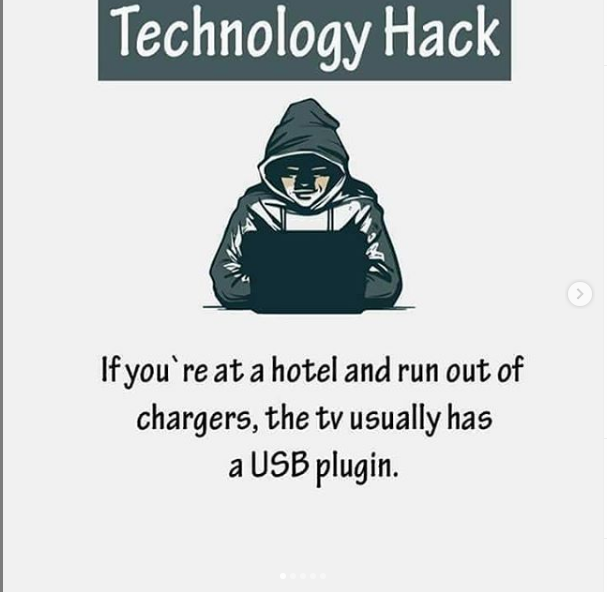 Technology Hack
If you`re at a hotel and run out of
chargers, the tv usually has
a USB plugin.